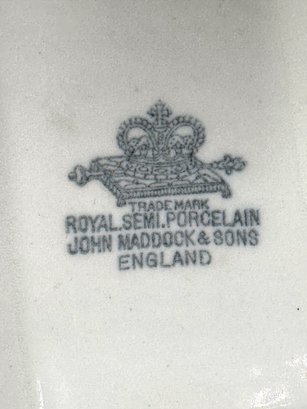 TRADE MARK
ROYAL.SEMI.PORCELAIN
JOHN MADDOCK & SONS
ENGLAND